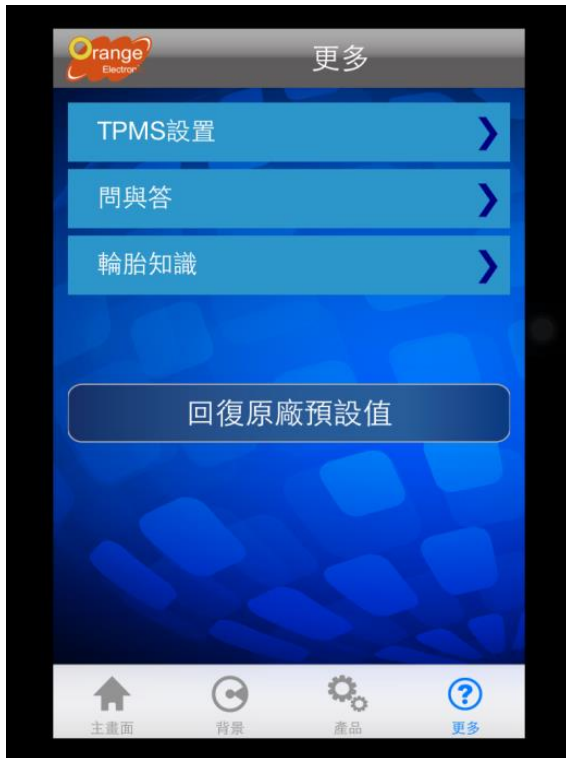 Orange
Electron
更多
TPMS設置
問與答
輪胎知識
回復原廠預設值
主畫面
背景
產品
更多